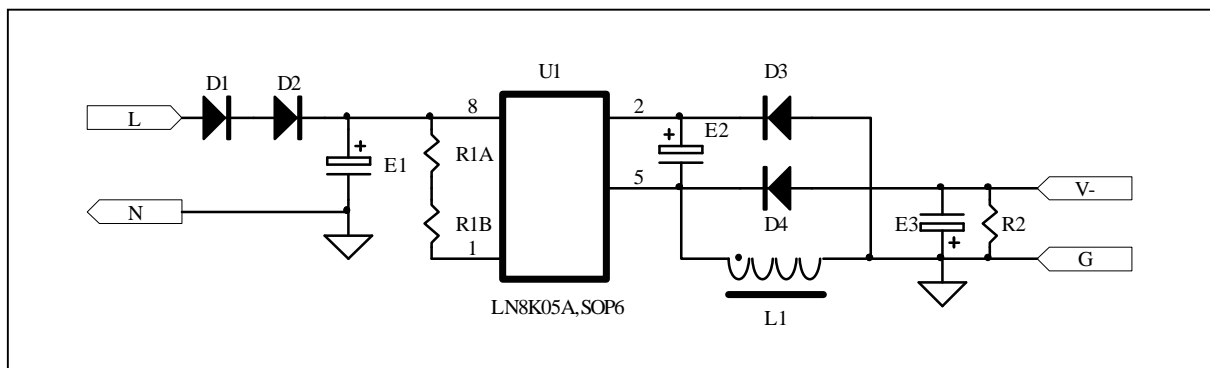 U1
D3
D1
D2
8
2
L
E2
R1A
E1
5
V-
N
R1B
D4
E3
R2
1
G
LN8K05A,SOP6
L1